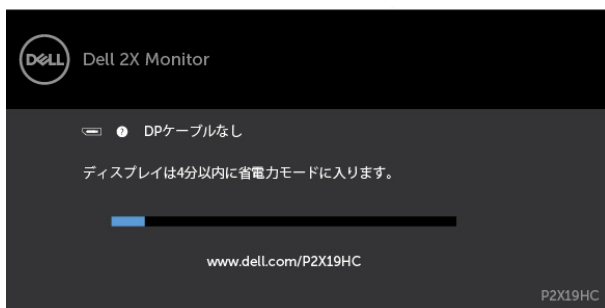 DELL
Dell 2X Monitor
? DPケーブルなし
ディスプレイは4分以内に省電力モードに入ります。
www.dell.com/P2X19HC
P2X19HC